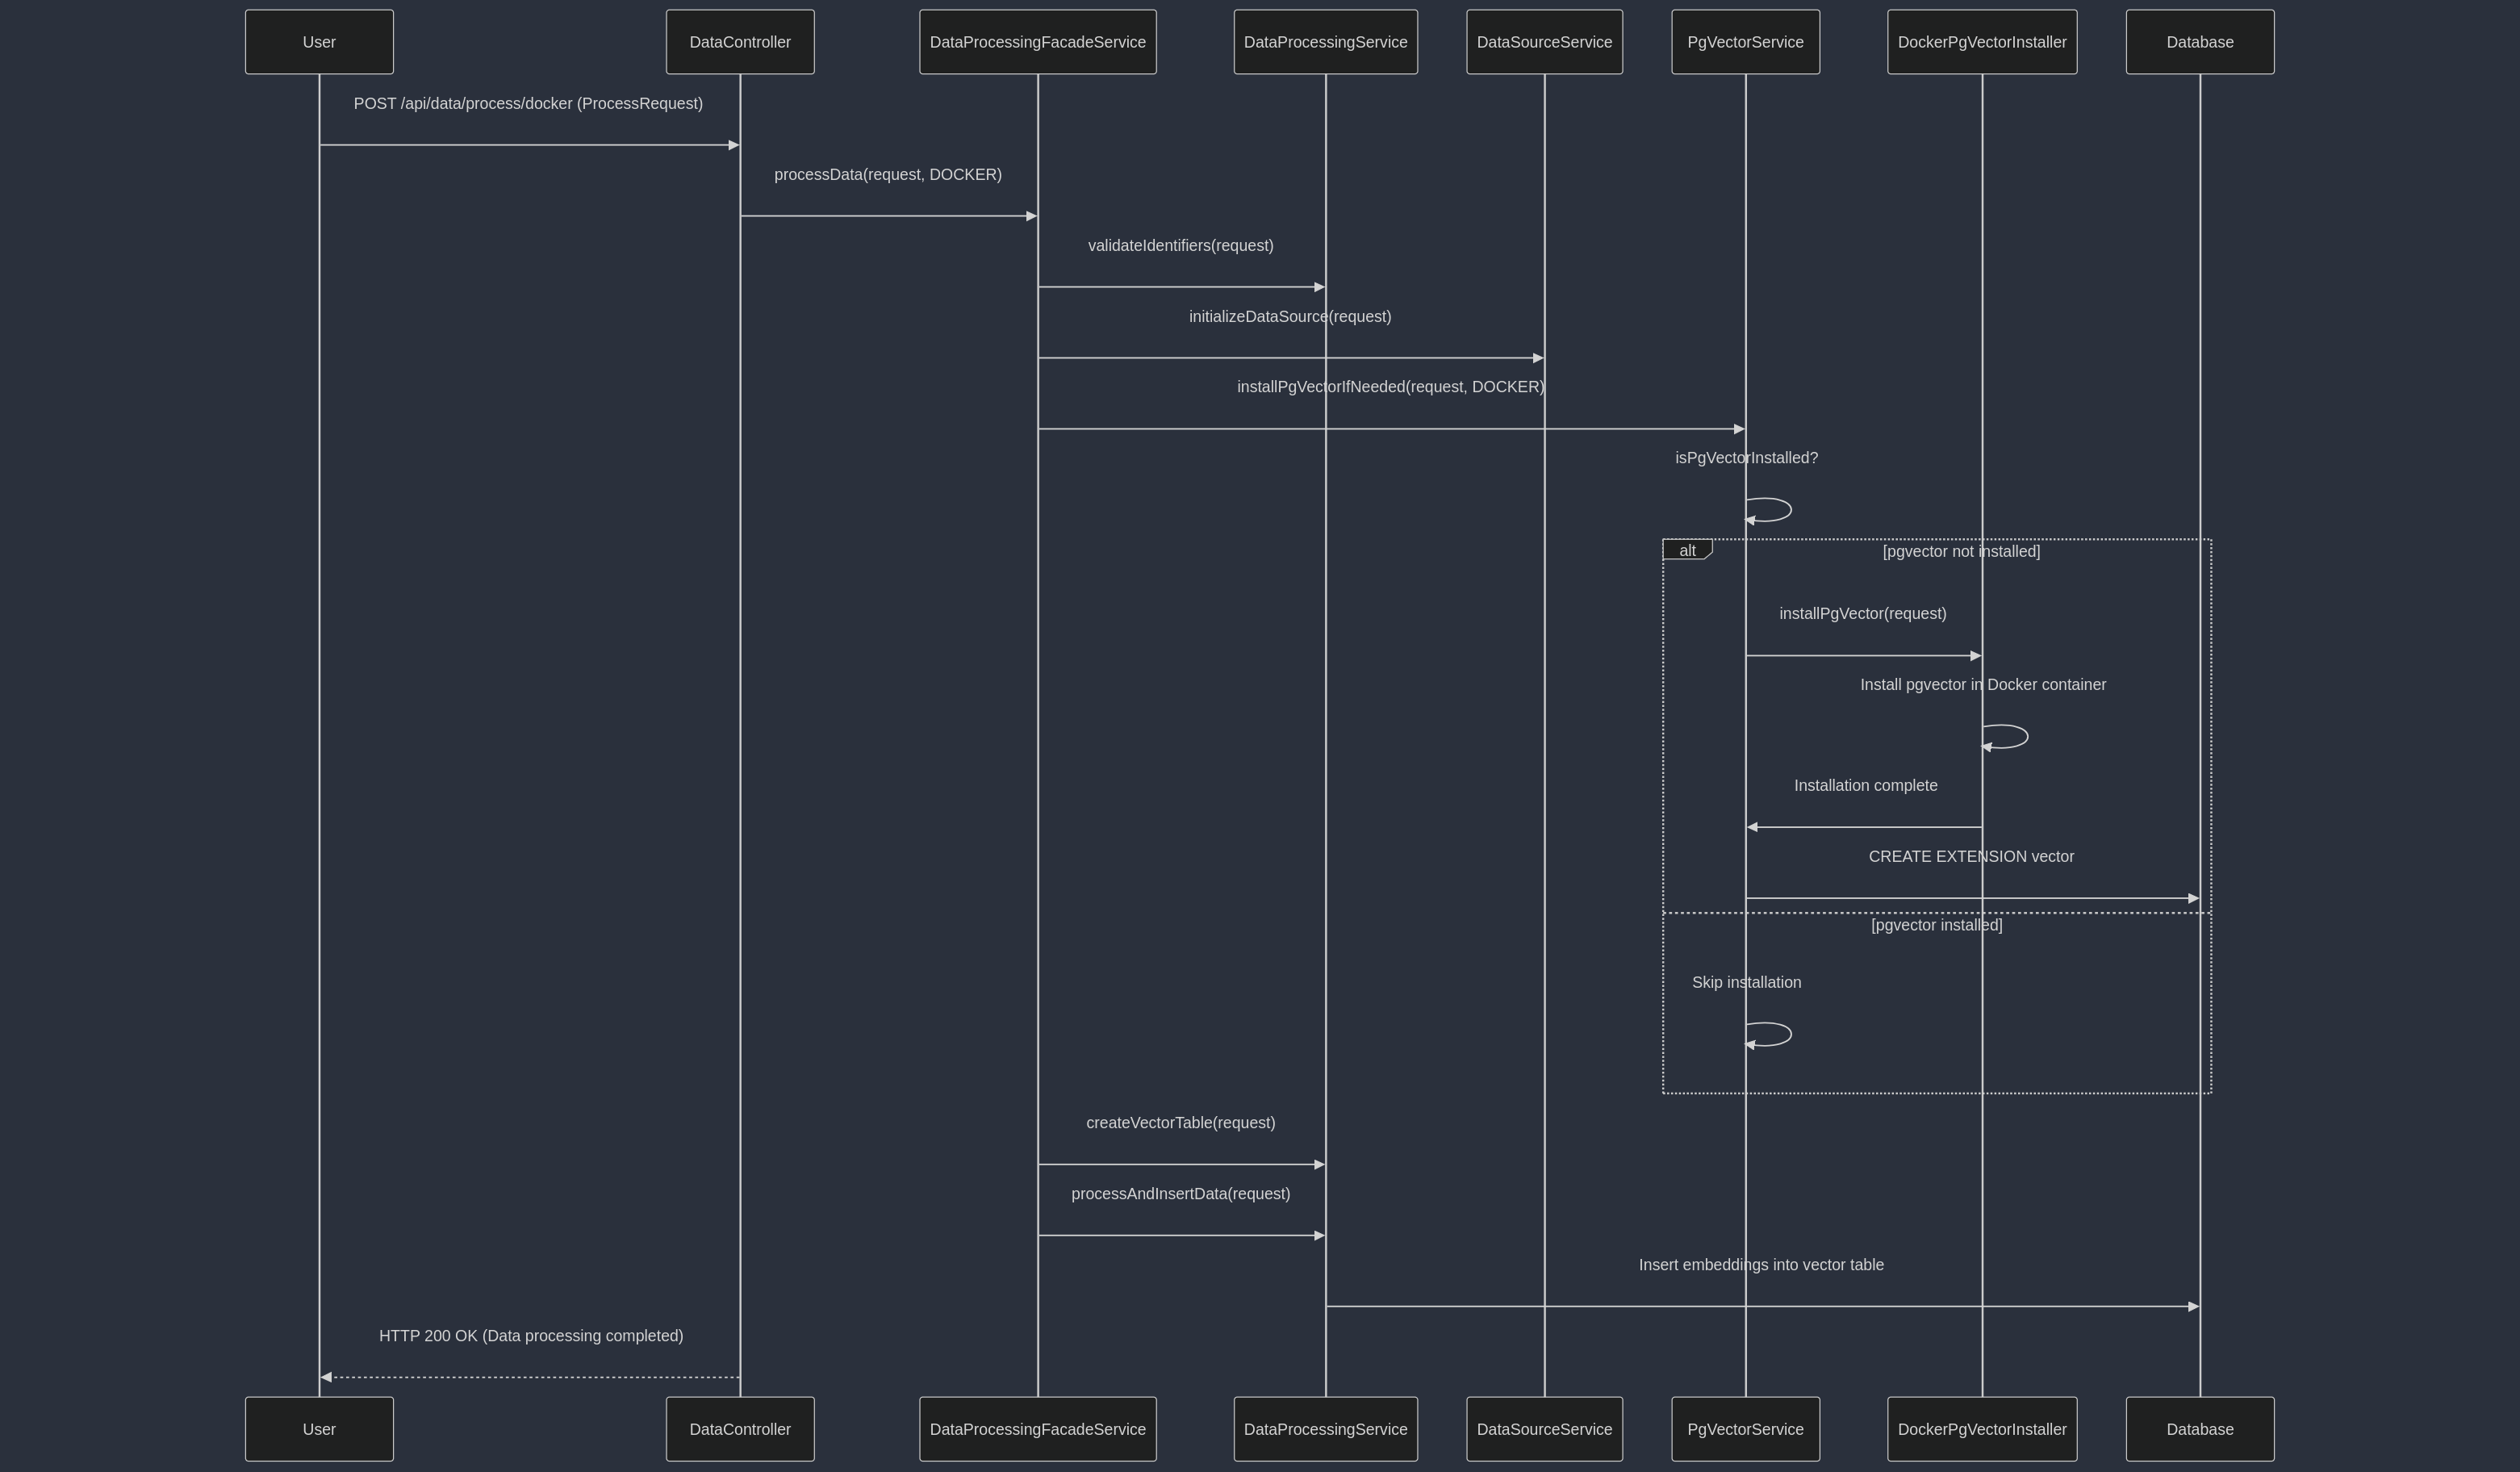 User
DataController
DataProcessingFacadeService
DataProcessingService
DataSourceService
PgVectorService
DockerPgVectorInstaller
Database
POST /api/data/process/docker (ProcessRequest)
processData(request, DOCKER)
validateIdentifiers(request)
initializeDataSource(request)
installPgVectorIfNeeded(request, DOCKER)
isPgVectorInstalled?
alt
[pgvector not installed]
installPgVector(request)
Install pgvector in Docker container
Installation complete
CREATE EXTENSION vector
[pgvector installed]
Skip installation
createVectorTable(request)
processAndInsertData(request)
Insert embeddings into vector table
HTTP 200 OK (Data processing completed)
User
DataController
DataProcessingFacadeService
DataProcessingService
DataSourceService
PgVectorService
DockerPgVectorInstaller
Database